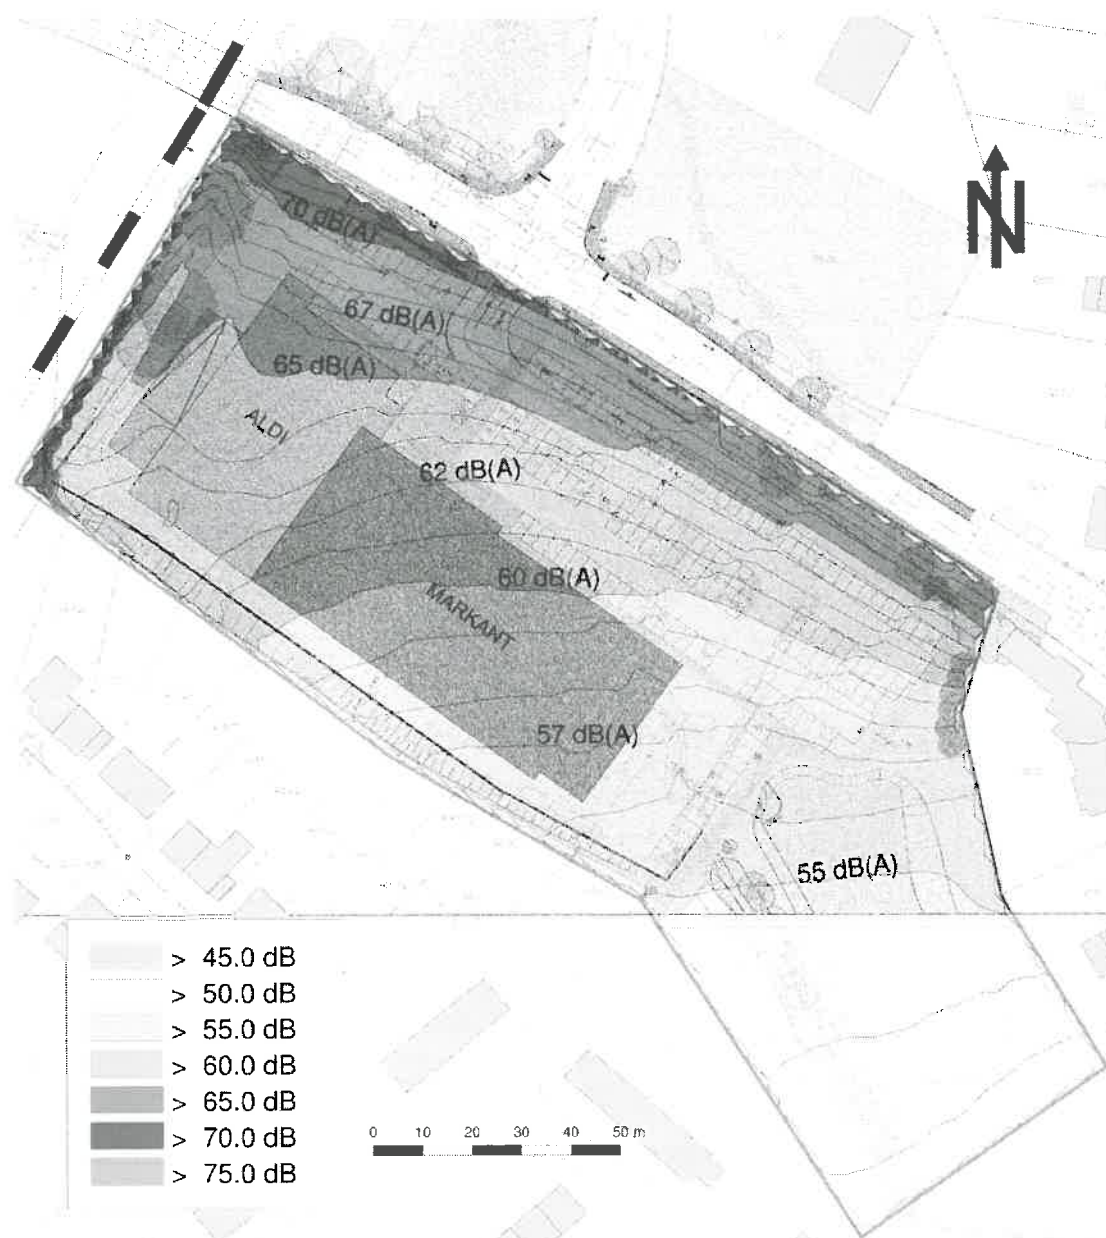 N
70 dB(A)
67 dB(A)
65 dB(A)
ALDI
62 dB(A)
60 dB(A)
MARKANT
57 dB(A)
55 dB(A)
> 45.0 dB
> 50.0 dB
> 55.0 dB
> 60.0 dB
> 65.0 dB
> 70.0 dB
> 75.0 dB
0 10 20 30 40 50 m